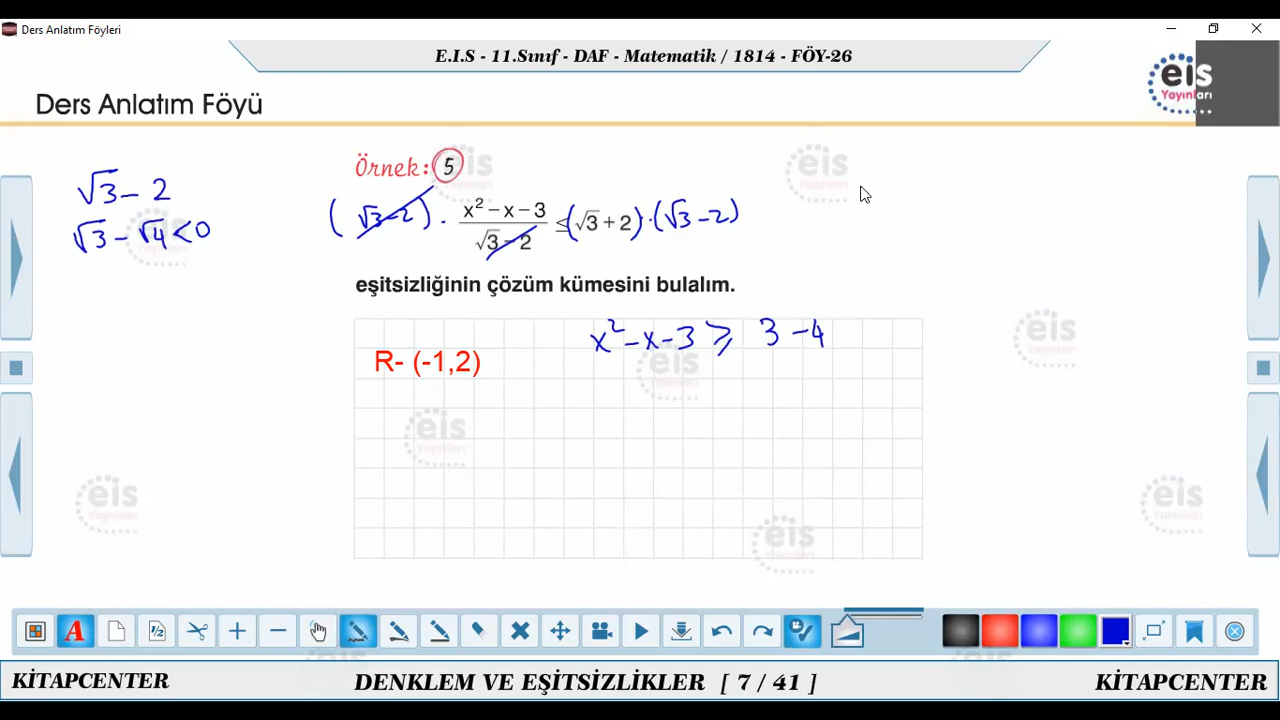 Ders Anlatım Föyleri
E.I.S - 11.Sınıf - DAF - Matematik / 1814 - FÖY-26
eis
Yayınları
Ders Anlatım Föyü
Örnek: 5
√3 - 2
√3 - √4 < 0
(√3-2) · (x² - x - 3)/(√3 - 2) ≤ (√3 + 2) · (√3 - 2)
eşitsizliğinin çözüm kümesini bulalım.
x² - x - 3 ⩾ 3 - 4
R- (-1,2)
KİTAPCENTER
DENKLEM VE EŞİTSİZLİKLER [ 7 / 41 ]
KİTAPCENTER